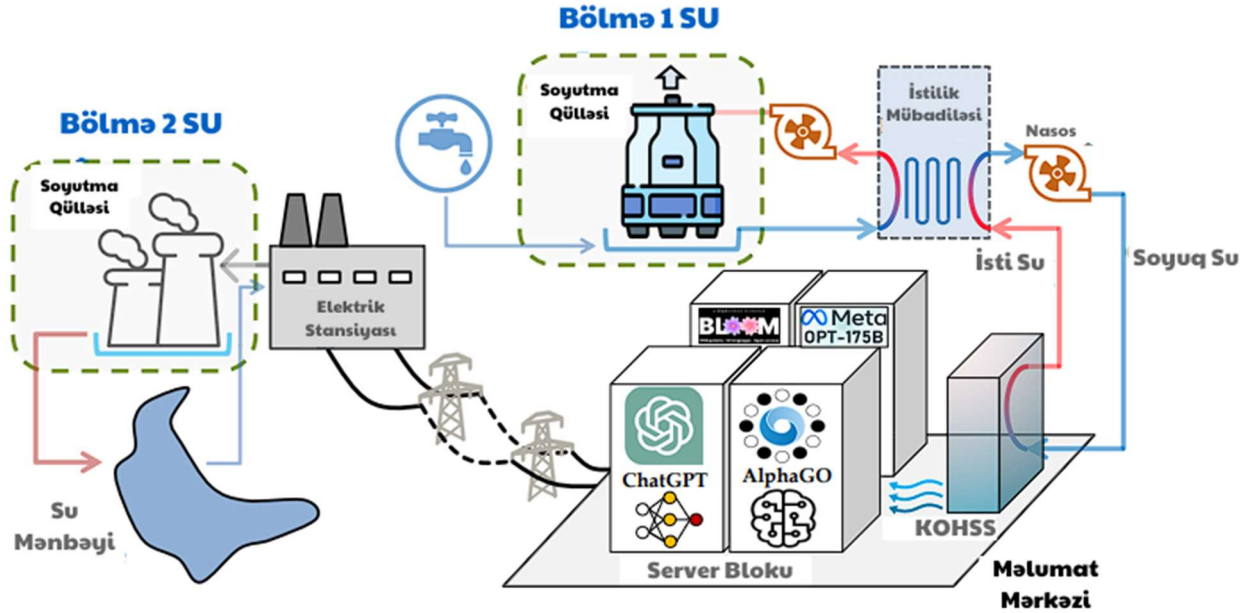 Bölmə 1 SU
Soyutma
Qülləsi
İstilik
Mübadiləsi
Nasos
Bölmə 2 SU
Soyutma
Qülləsi
Elektrik
Stansiyası
İsti Su
Soyuq Su
BLOOM
Meta
OPT-175B
ChatGPT
AlphaGO
Su
Mənbəyi
KOHSS
Server Bloku
Məlumat
Mərkəzi